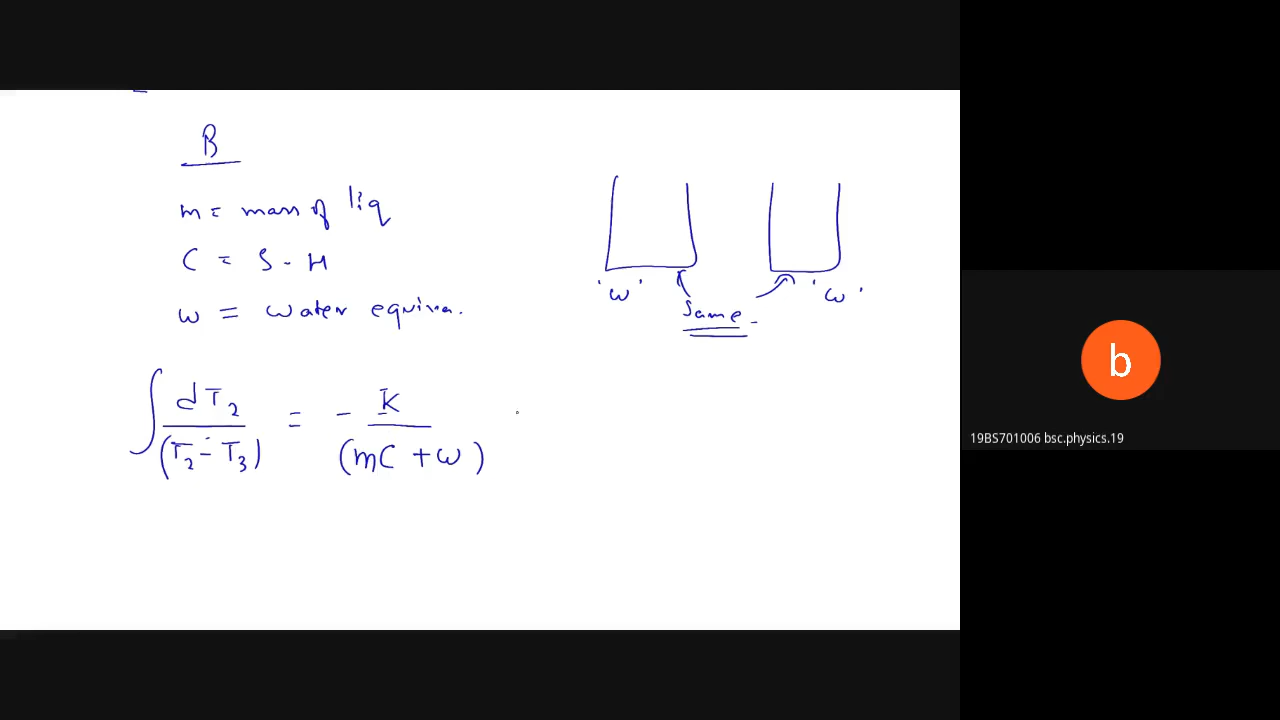 B
m = mass of liq
C = S - H
w = water equiva.
'w' 'w'
Same -
∫ dT₂ / (T₂ - T₃) = - K / (mC + w)
b
19BS701006 bsc.physics.19